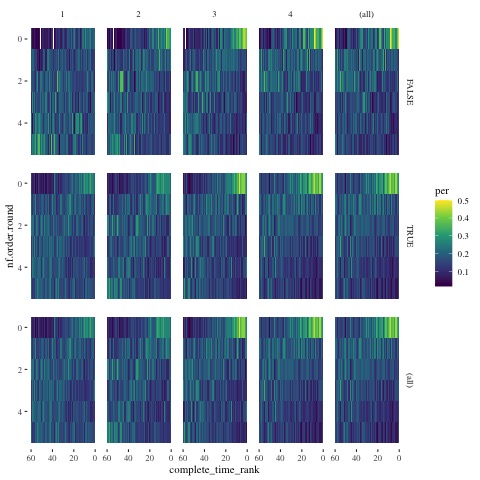 1 2 3 4 (all)
0
2
4
FALSE
0
2
4
TRUE
0
2
4
(all)
nf.order.round
60 40 20 0 60 40 20 0 60 40 20 0 60 40 20 0 60 40 20 0
complete_time_rank
per
0.5
0.4
0.3
0.2
0.1